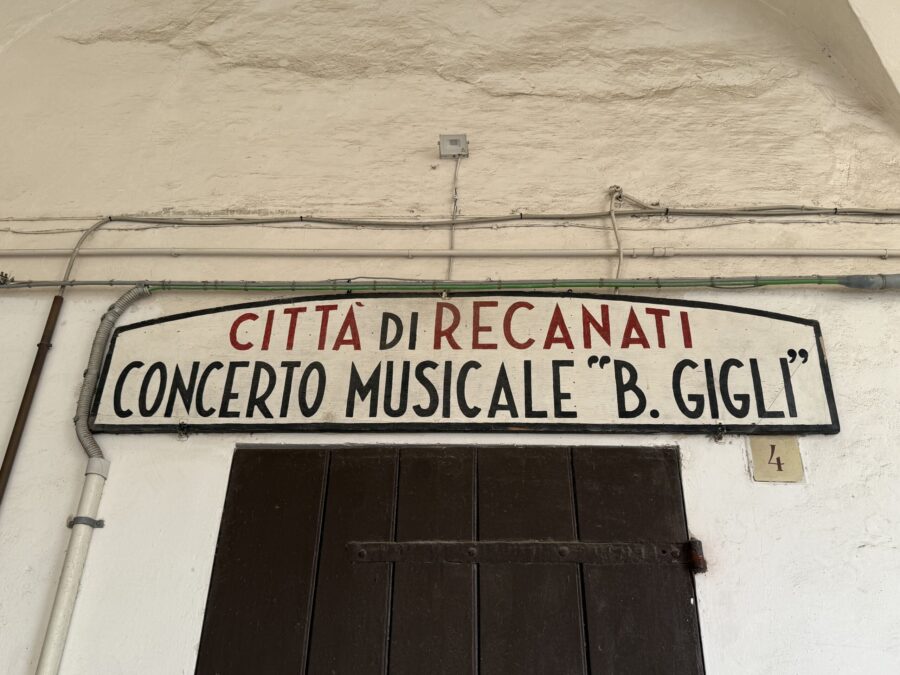 CITTÀ DI RECANATI
CONCERTO MUSICALE "B. GIGLI"
4